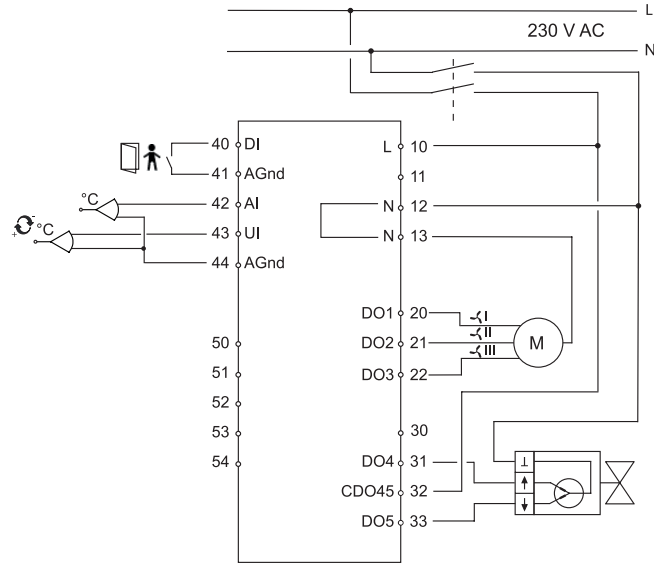 L
230 V AC
N
40 DI
L 10
41 AGnd
11
°C
42 AI
N 12
°C
43 UI
N 13
44 AGnd
DO1 20 I
50
DO2 21 II
M
51
DO3 22 III
52
53
30
54
DO4 31
CDO45 32
DO5 33